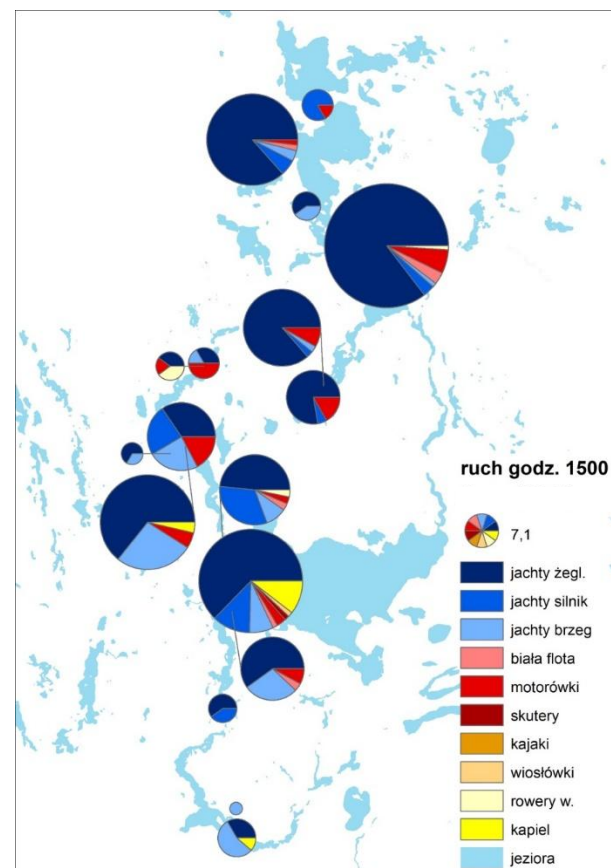 ruch godz. 1500
7,1
jachty żegl.
jachty silnik
jachty brzeg
biała flota
motorówki
skutery
kajaki
wiosłówki
rowery w.
kapiel
jeziora